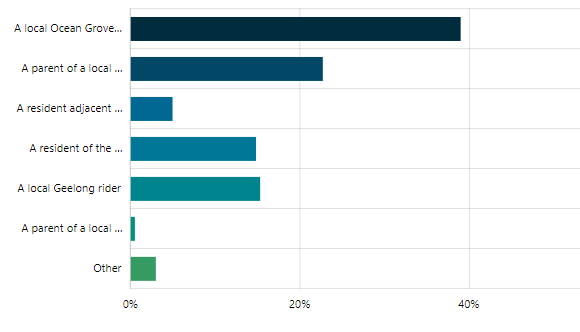 A local Ocean Grove...
A parent of a local ...
A resident adjacent ...
A resident of the ...
A local Geelong rider
A parent of a local ...
Other
0% 20% 40%